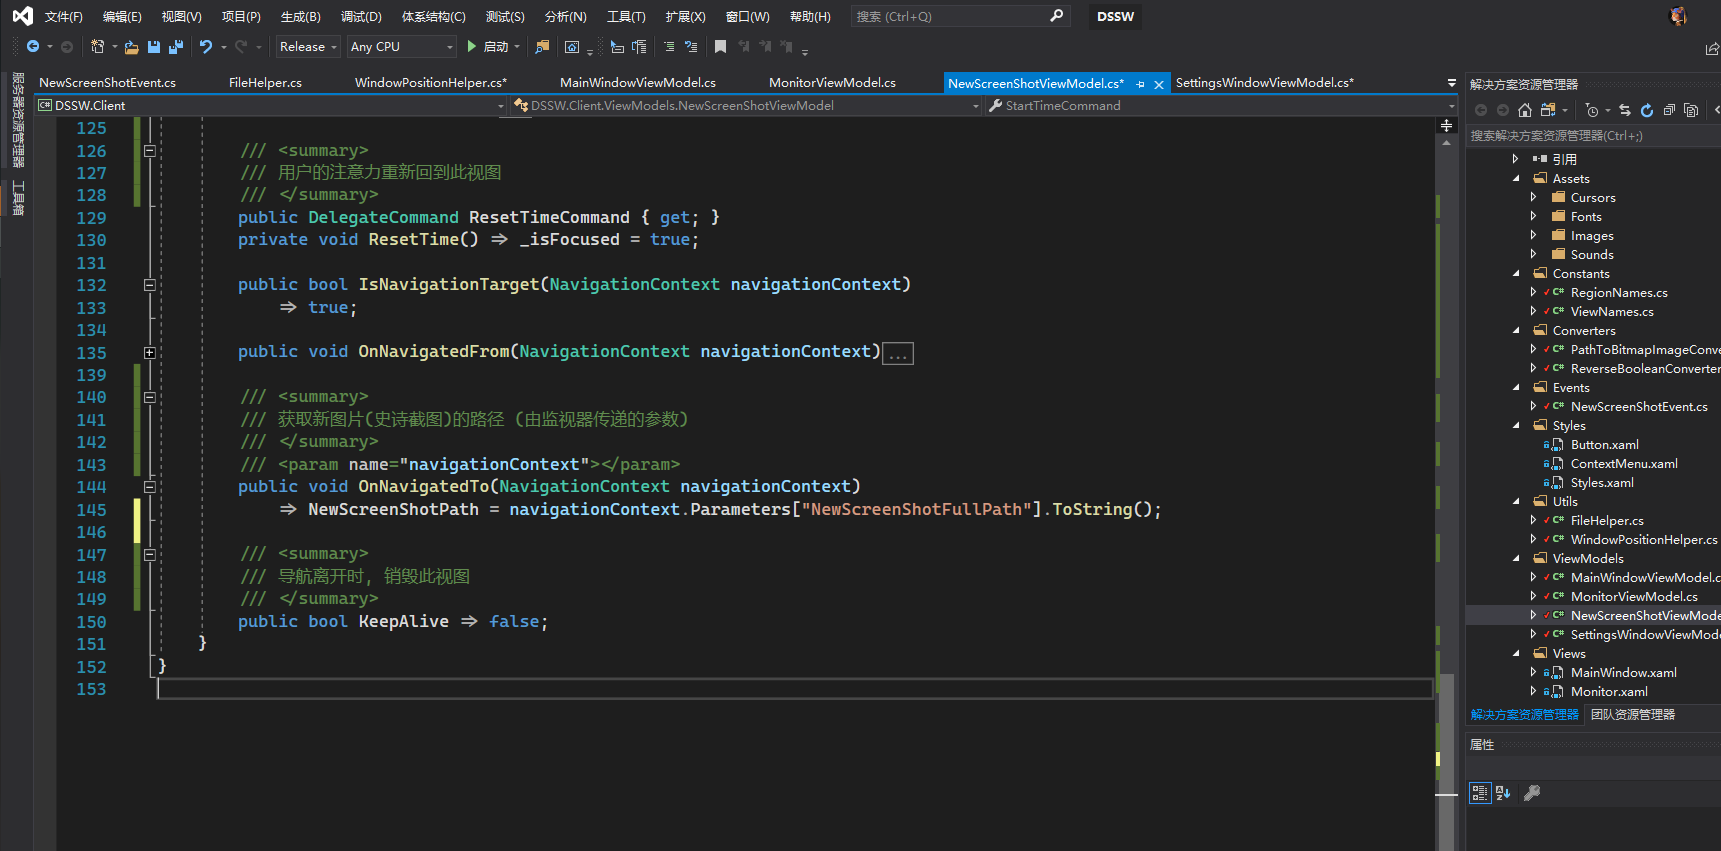 文件(F) 编辑(E) 视图(V) 项目(P) 生成(B) 调试(D) 体系结构(C) 测试(S) 分析(N) 工具(T) 扩展(X) 窗口(W) 帮助(H) 搜索 (Ctrl+Q) DSSW
Release Any CPU 启动
服务器资源管理器
工具箱
NewScreenShotEvent.cs FileHelper.cs WindowPositionHelper.cs* MainWindowViewModel.cs MonitorViewModel.cs NewScreenShotViewModel.cs* SettingsWindowViewModel.cs*
DSSW.Client DSSW.Client.ViewModels.NewScreenShotViewModel StartTimeCommand
125
126 /// <summary>
127 /// 用户的注意力重新回到此视图
128 /// </summary>
129 public DelegateCommand ResetTimeCommand { get; }
130 private void ResetTime() => _isFocused = true;
131
132 public bool IsNavigationTarget(NavigationContext navigationContext)
133 => true;
134
135 public void OnNavigatedFrom(NavigationContext navigationContext)...
139
140 /// <summary>
141 /// 获取新图片(史诗截图)的路径 (由监视器传递的参数)
142 /// </summary>
143 /// <param name="navigationContext"></param>
144 public void OnNavigatedTo(NavigationContext navigationContext)
145 => NewScreenShotPath = navigationContext.Parameters["NewScreenShotFullPath"].ToString();
146
147 /// <summary>
148 /// 导航离开时, 销毁此视图
149 /// </summary>
150 public bool KeepAlive => false;
151 }
152 }
153
解决方案资源管理器
搜索解决方案资源管理器(Ctrl+;)
引用
Assets
Cursors
Fonts
Images
Sounds
Constants
C# RegionNames.cs
C# ViewNames.cs
Converters
C# PathToBitmapImageConve
C# ReverseBooleanConverter
Events
C# NewScreenShotEvent.cs
Styles
Button.xaml
ContextMenu.xaml
Styles.xaml
Utils
C# FileHelper.cs
C# WindowPositionHelper.cs
ViewModels
C# MainWindowViewModel.c
C# MonitorViewModel.cs
C# NewScreenShotViewMode
C# SettingsWindowViewMod
Views
MainWindow.xaml
Monitor.xaml
解决方案资源管理器 团队资源管理器
属性